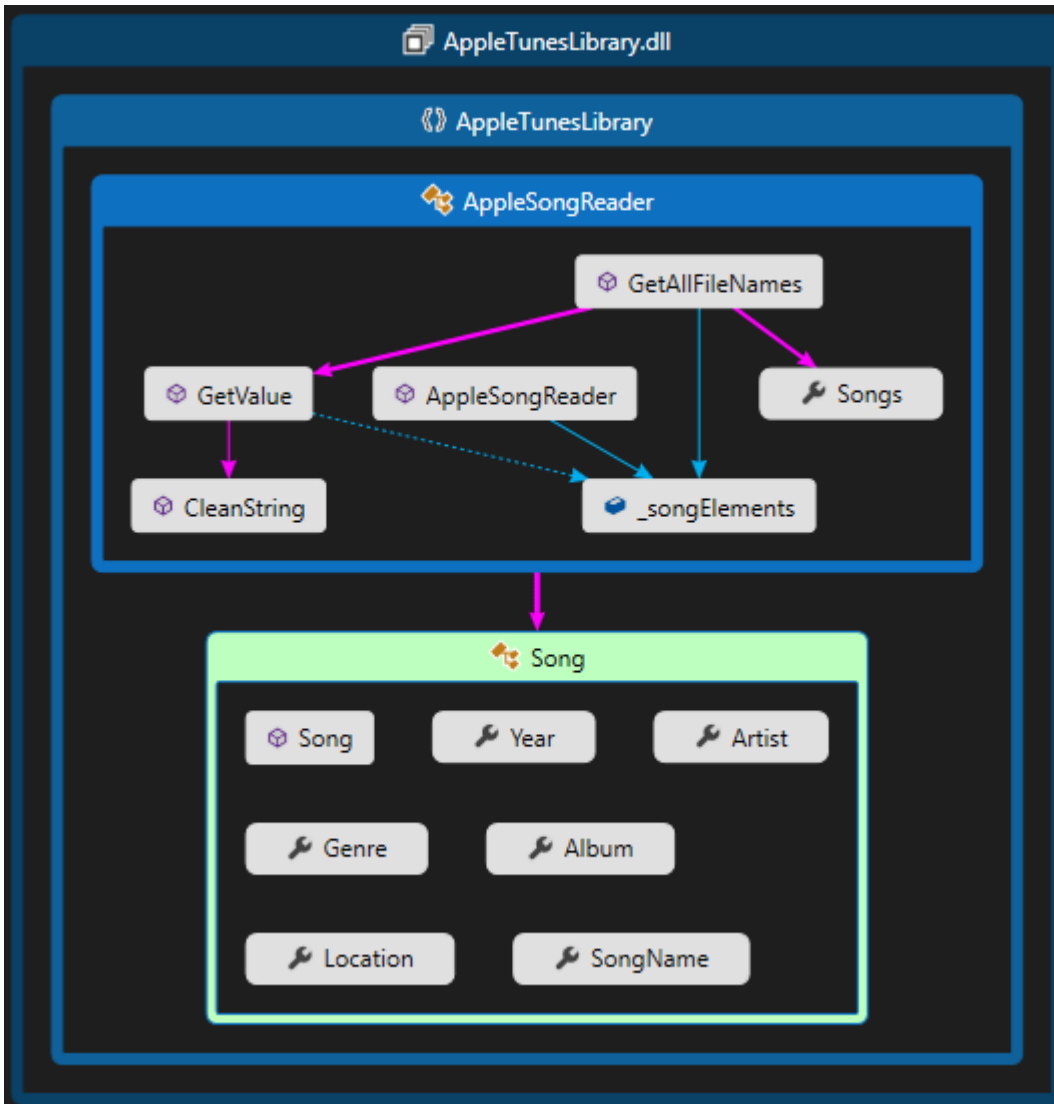 AppleTunesLibrary.dll
AppleTunesLibrary
AppleSongReader
GetAllFileNames
GetValue
AppleSongReader
Songs
CleanString
_songElements
Song
Song
Year
Artist
Genre
Album
Location
SongName